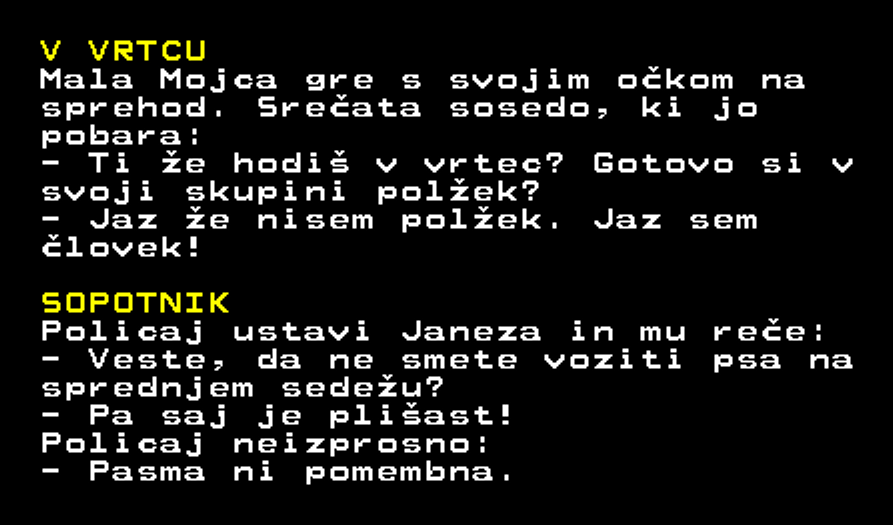 V VRTCU
Mala Mojca gre s svojim očkom na
sprehod. Srečata sosedo, ki jo
pobara:
- Ti že hodiš v vrtec? Gotovo si v
svoji skupini polžek?
- Jaz že nisem polžek. Jaz sem
človek!
SOPOTNIK
Policaj ustavi Janeza in mu reče:
- Veste, da ne smete voziti psa na
sprednjem sedežu?
- Pa saj je plišast!
Policaj neizprosno:
- Pasma ni pomembna.